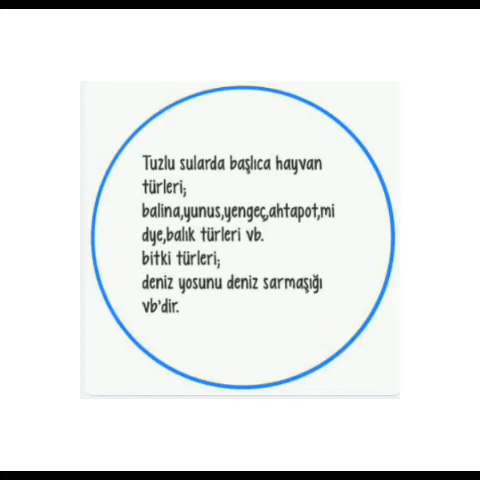 Tuzlu sularda başlıca hayvan
türleri;
balina,yunus,yengeç,ahtapot,mi
dye,balık türleri vb.
bitki türleri;
deniz yosunu deniz sarmaşığı
vb'dir.